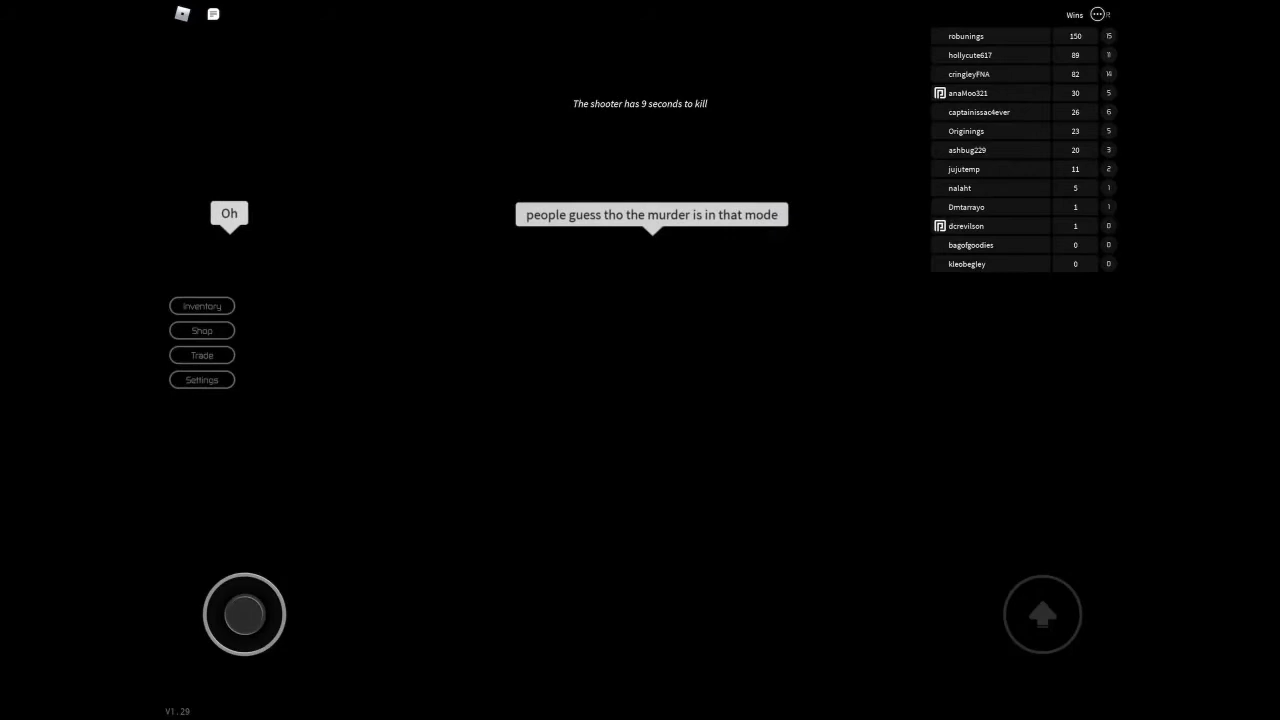 Wins
robunings 150 15
hollycute617 89 11
cringleyFNA 82 14
The shooter has 9 seconds to kill
anaMoo321 30 5
captainissac4ever 26 6
Originings 23 5
ashbug229 20 3
jujutemp 11 2
nalaht 5 1
Oh
people guess tho the murder is in that mode
Dmtarrayo 1 1
dcrevilson 1 0
bagofgoodies 0 0
kleobegley 0 0
Inventory
Shop
Trade
Settings
V1.29